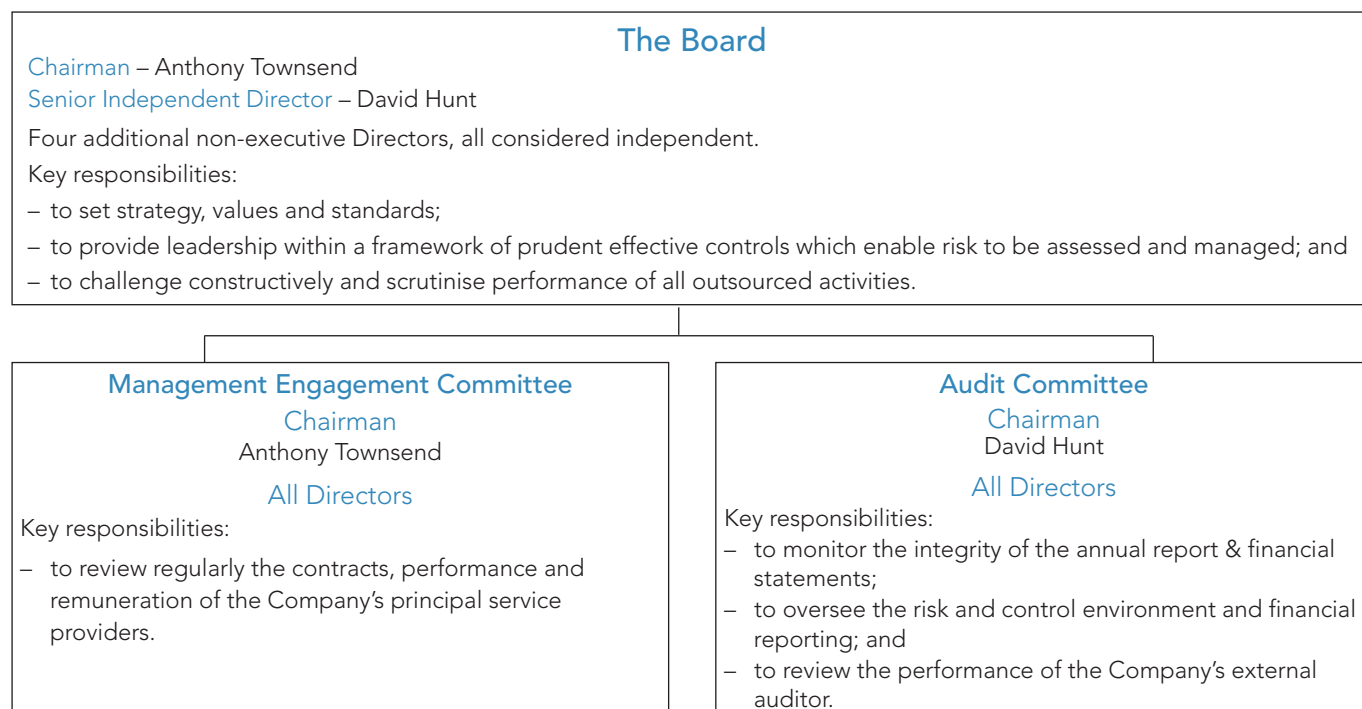 The Board
Chairman – Anthony Townsend
Senior Independent Director – David Hunt
Four additional non-executive Directors, all considered independent.
Key responsibilities:
– to set strategy, values and standards;
– to provide leadership within a framework of prudent effective controls which enable risk to be assessed and managed; and
– to challenge constructively and scrutinise performance of all outsourced activities.
Management Engagement Committee
Chairman
Anthony Townsend
All Directors
Key responsibilities:
– to review regularly the contracts, performance and
remuneration of the Company's principal service
providers.
Audit Committee
Chairman
David Hunt
All Directors
Key responsibilities:
– to monitor the integrity of the annual report & financial
statements;
– to oversee the risk and control environment and financial
reporting; and
– to review the performance of the Company's external
auditor.